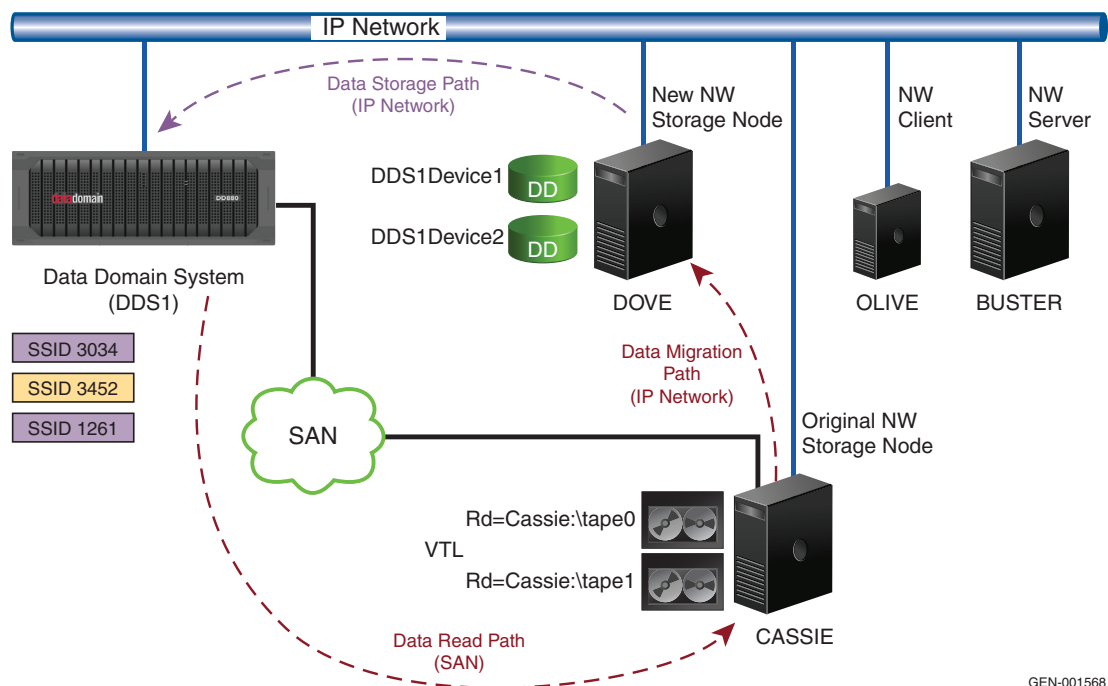 IP Network
Data Storage Path
(IP Network)
New NW
Storage Node
NW
Client
NW
Server
DDS1Device1
DD
DDS1Device2
DD
datadomain
DD880
Data Domain System
(DDS1)
DOVE
OLIVE
BUSTER
SSID 3034
SSID 3452
SSID 1261
Data Migration
Path
(IP Network)
SAN
Original NW
Storage Node
Rd=Cassie:\tape0
VTL
Rd=Cassie:\tape1
CASSIE
Data Read Path
(SAN)
GEN-001568